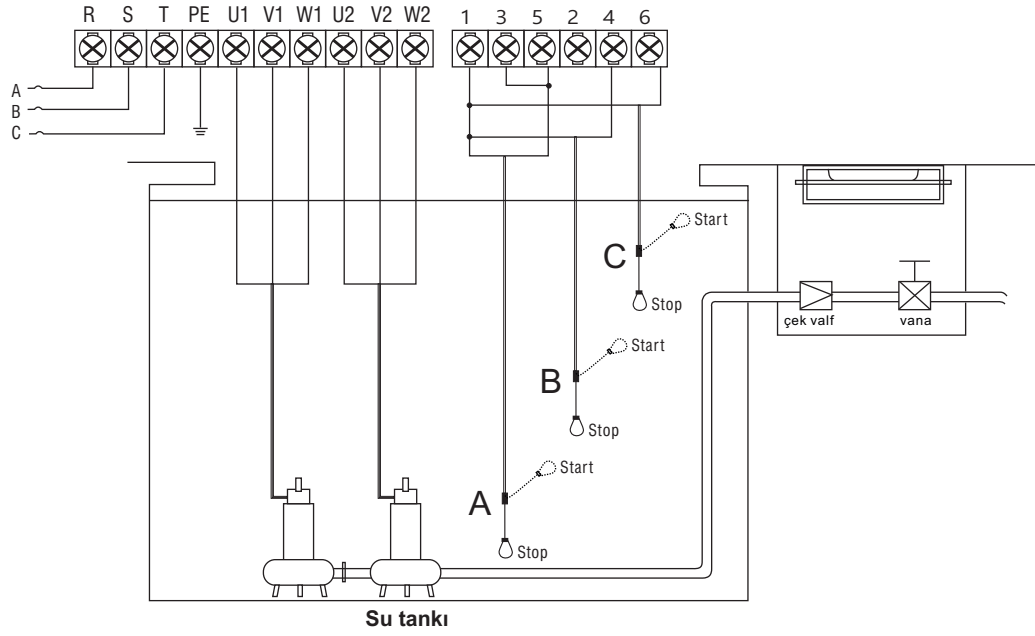 R S T PE U1 V1 W1 U2 V2 W2 1 3 5 2 4 6
A
B
C
Start
C
Stop
çek valf vana
Start
B
Stop
Start
A
Stop
Su tankı